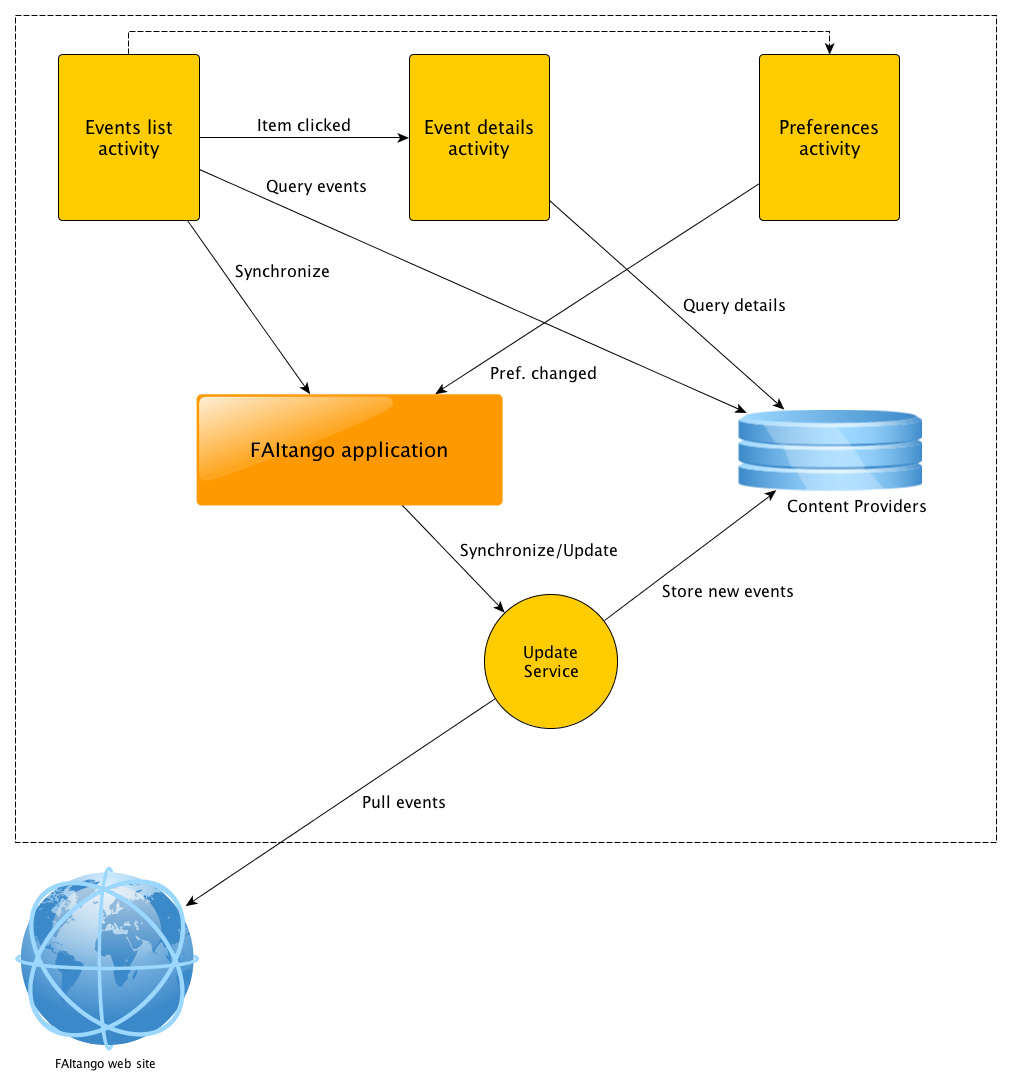 Events list
activity
Item clicked
Event details
activity
Preferences
activity
Query events
Synchronize
Query details
Pref. changed
FAItango application
Content Providers
Synchronize/Update
Store new events
Update
Service
Pull events
FAItango web site